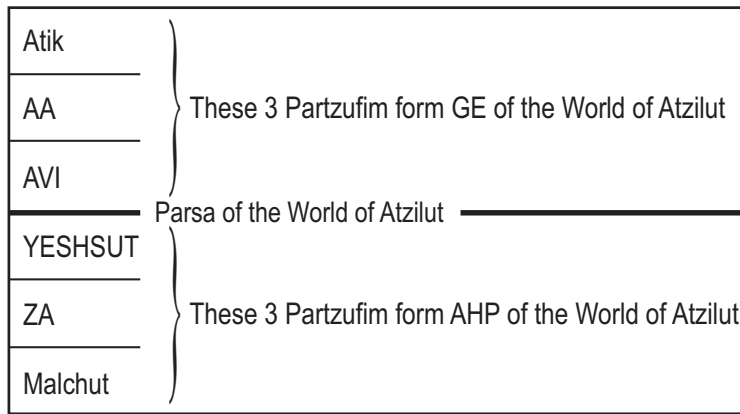 Atik
AA
These 3 Partzufim form GE of the World of Atzilut
AVI
Parsa of the World of Atzilut
YESHSUT
ZA
These 3 Partzufim form AHP of the World of Atzilut
Malchut